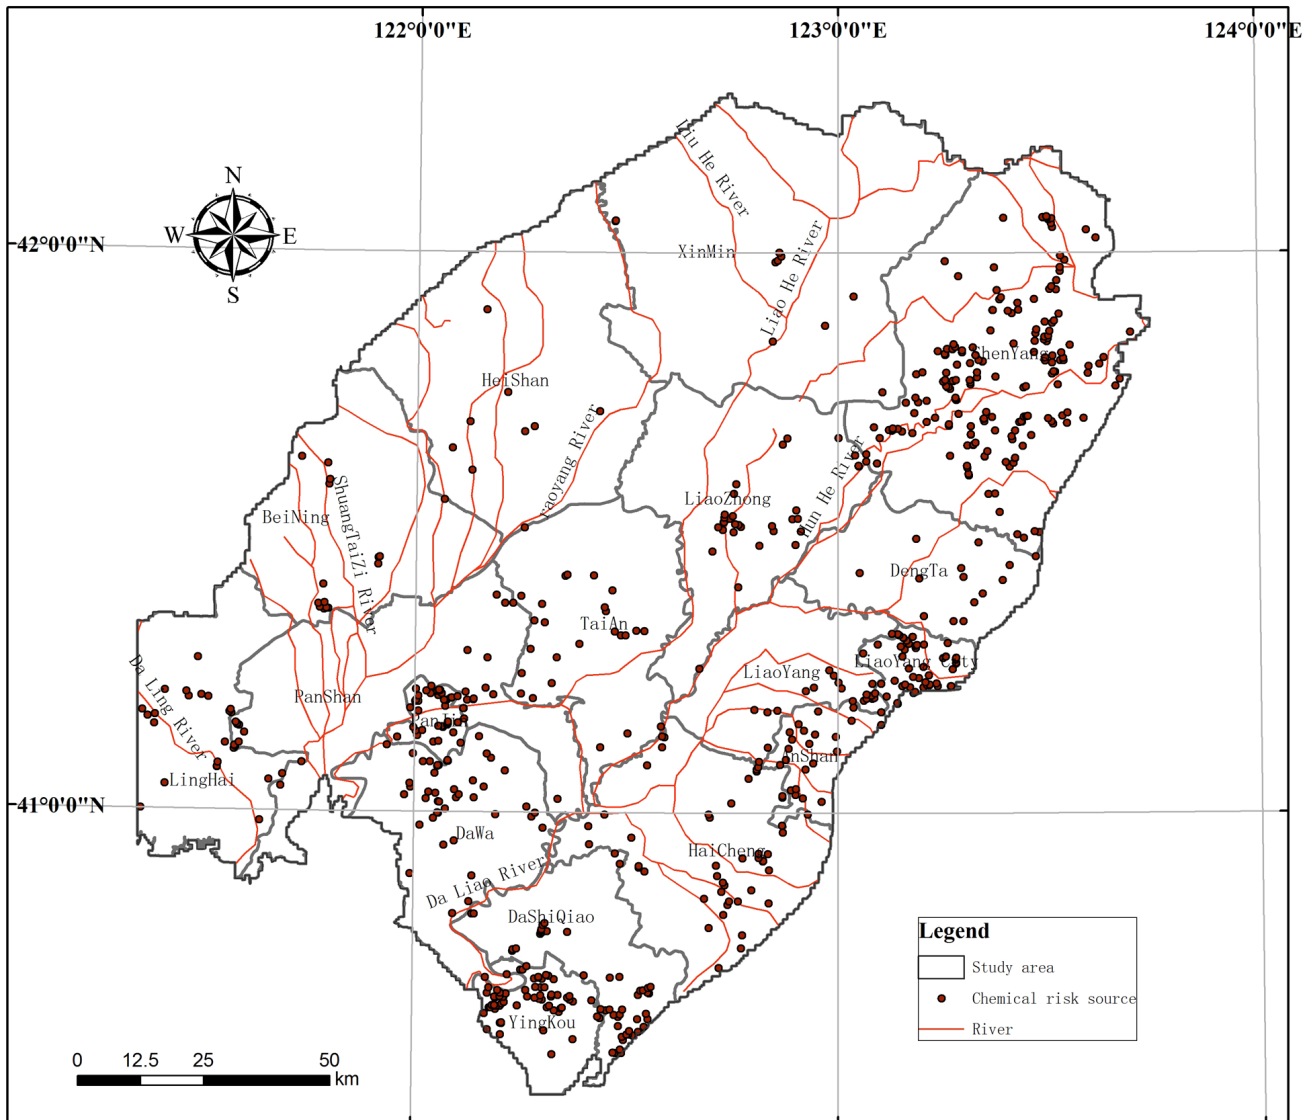 122°0'0"E
123°0'0"E
124°0'0"E
N
W
E
S
42°0'0"N
41°0'0"N
Liu He River
XinMin
Liao He River
ShenYang
HeiShan
raoyang River
LiaoZhong
Hun He River
BeiNing
ShuangTaiZi River
DengTa
TaiAn
LiaoYang City
LiaoYang
Da Ling River
PanShan
PanJin
AnShan
LingHai
DaWa
HaiCheng
Da Liao River
DaShiQiao
YingKou
Legend
Study area
Chemical risk source
River
0 12.5 25 50
km